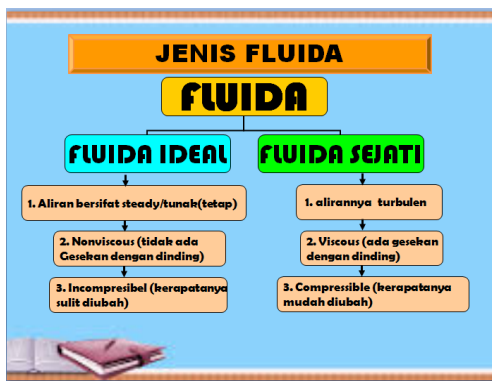 JENIS FLUIDA
FLUIDA
FLUIDA IDEAL
1. Aliran bersifat steady/tunak(tetap)
2. Nonviscous (tidak ada
Gesekan dengan dinding)
3. Incompresibel (kerapatanya
sulit diubah)
FLUIDA SEJATI
1. alirannya turbulen
2. Viscous (ada gesekan
dengan dinding)
3. Compressible (kerapatanya
mudah diubah)